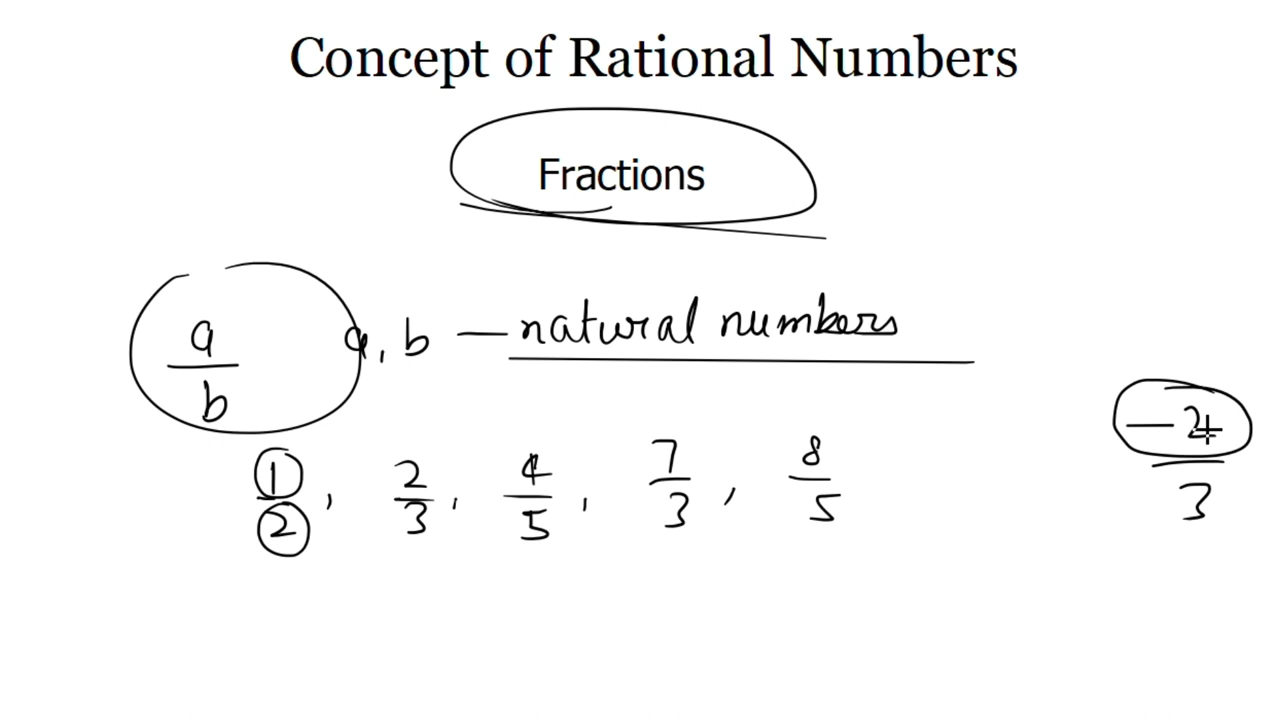 Concept of Rational Numbers
Fractions
a/b a, b — natural numbers
1/2, 2/3, 4/5, 7/3, 8/5
-2/3